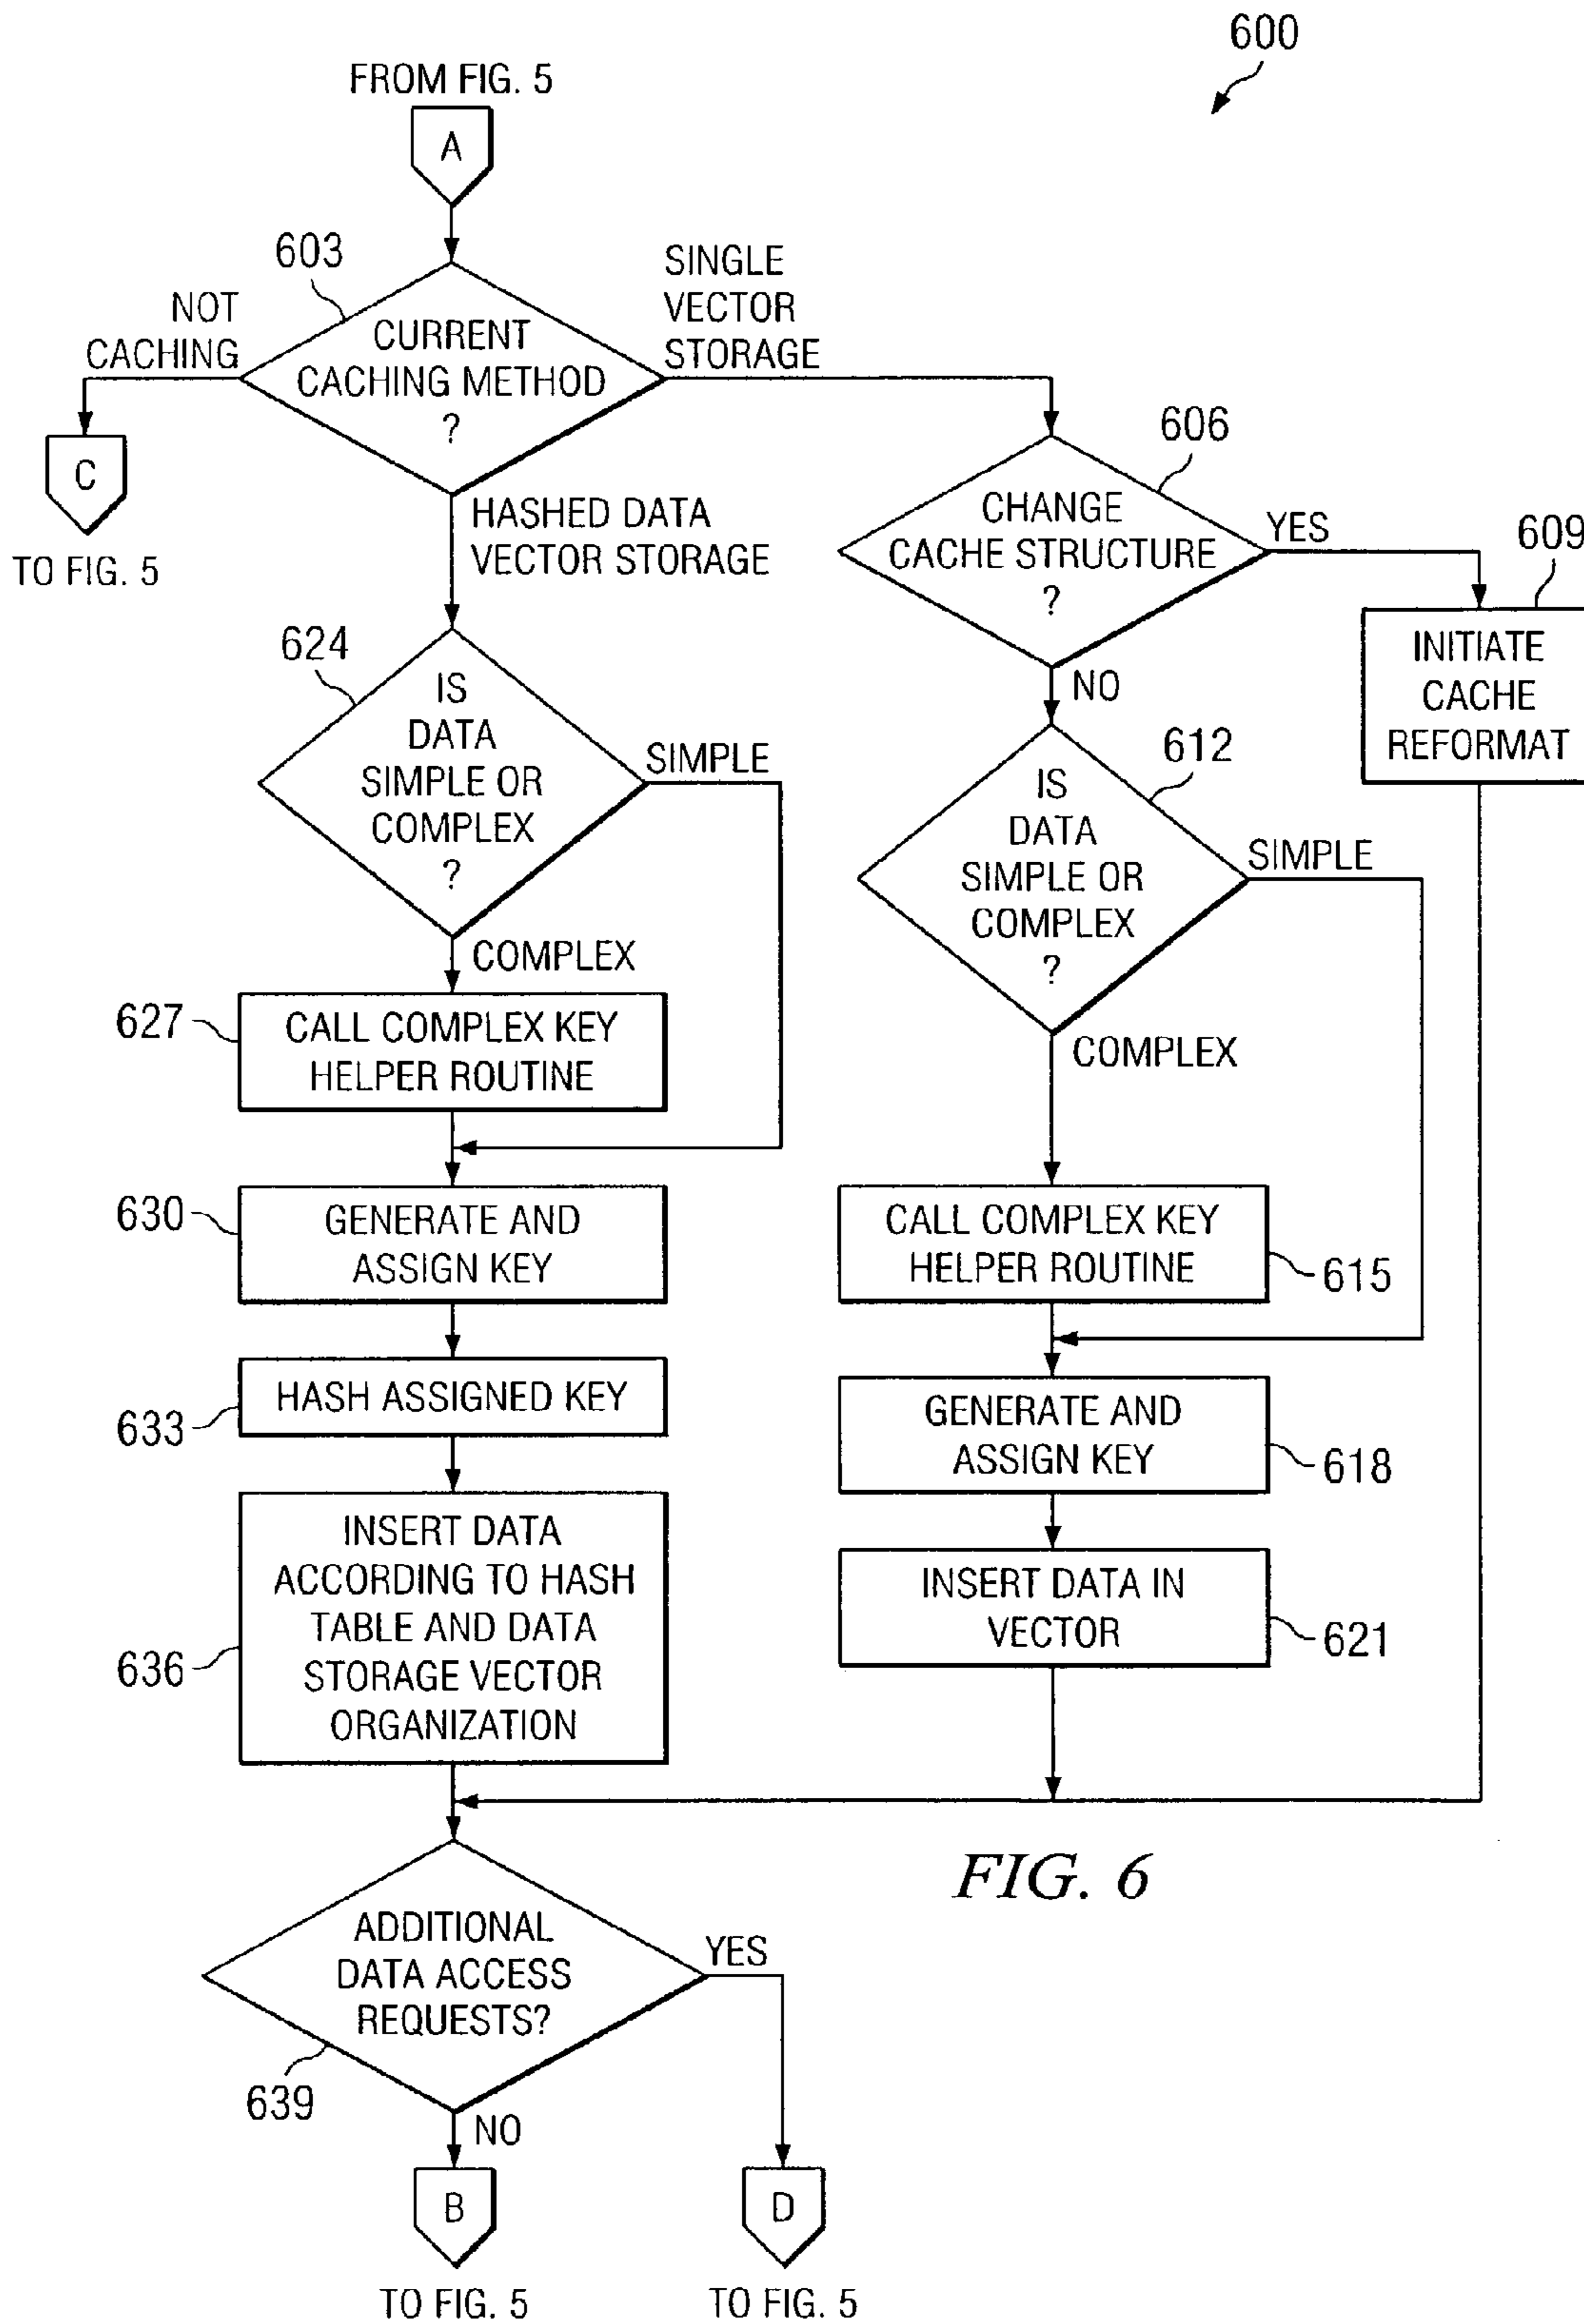 600
FROM FIG. 5
A
603
NOT
CACHING
CURRENT
CACHING METHOD
?
SINGLE
VECTOR
STORAGE
C
TO FIG. 5
HASHED DATA
VECTOR STORAGE
606
CHANGE
CACHE STRUCTURE
?
YES
609
INITIATE
CACHE
REFORMAT
NO
624
IS
DATA
SIMPLE OR
COMPLEX
?
SIMPLE
COMPLEX
612
IS
DATA
SIMPLE OR
COMPLEX
?
SIMPLE
COMPLEX
627
CALL COMPLEX KEY
HELPER ROUTINE
630
GENERATE AND
ASSIGN KEY
CALL COMPLEX KEY
HELPER ROUTINE
615
633
HASH ASSIGNED KEY
GENERATE AND
ASSIGN KEY
618
636
INSERT DATA
ACCORDING TO HASH
TABLE AND DATA
STORAGE VECTOR
ORGANIZATION
INSERT DATA IN
VECTOR
621
FIG. 6
ADDITIONAL
DATA ACCESS
REQUESTS?
YES
639
NO
B
D
TO FIG. 5
TO FIG. 5